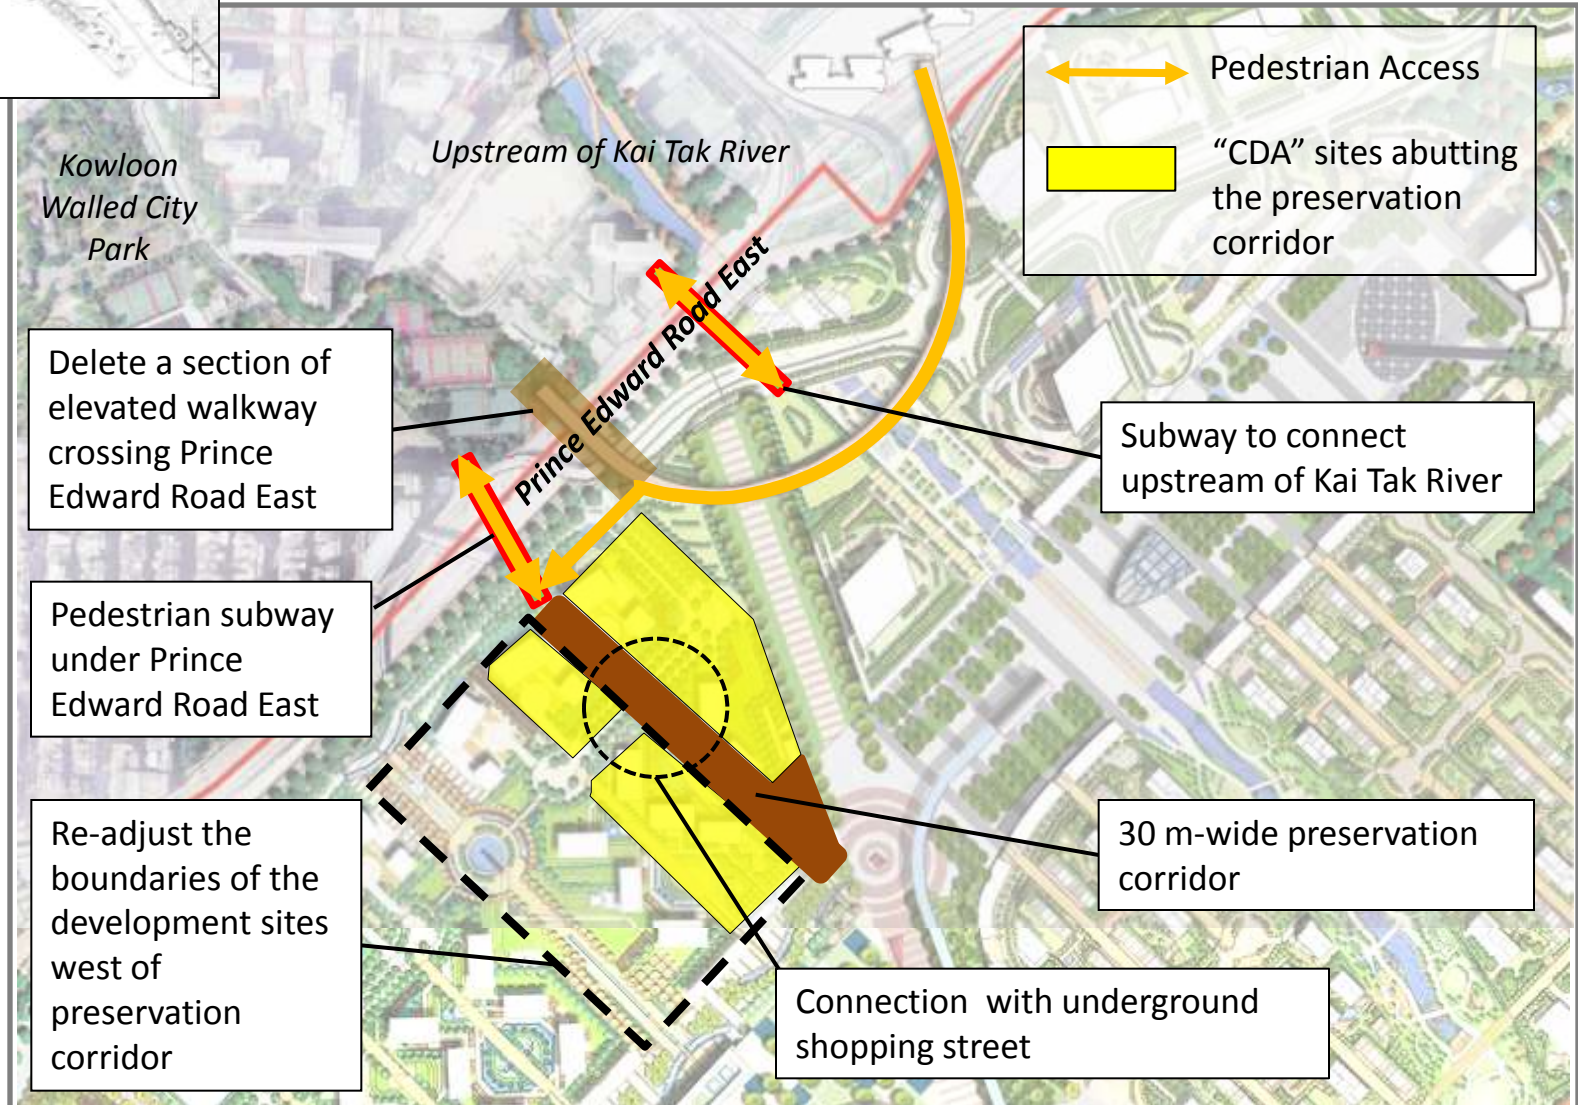 Pedestrian Access
“CDA” sites abutting
the preservation
corridor
Kowloon
Walled City
Park
Upstream of Kai Tak River
Prince Edward Road East
Delete a section of
elevated walkway
crossing Prince
Edward Road East
Subway to connect
upstream of Kai Tak River
Pedestrian subway
under Prince
Edward Road East
Re-adjust the
boundaries of the
development sites
west of
preservation
corridor
30 m-wide preservation
corridor
Connection with underground
shopping street